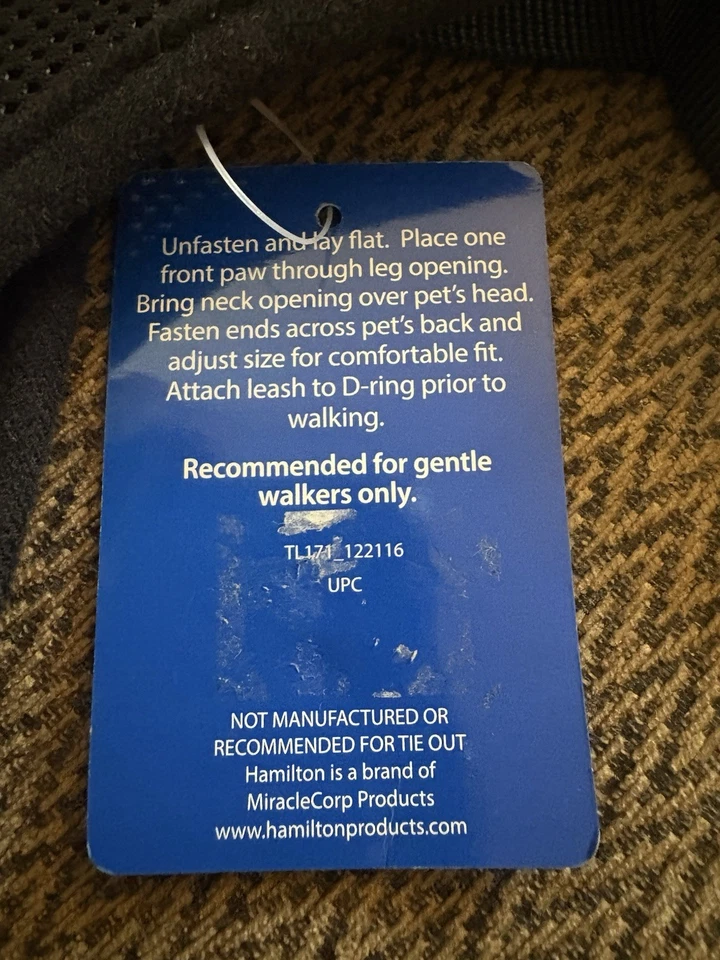 Unfasten and lay flat. Place one
front paw through leg opening.
Bring neck opening over pet's head.
Fasten ends across pet's back and
adjust size for comfortable fit.
Attach leash to D-ring prior to
walking.
Recommended for gentle
walkers only.
TL171_122116
UPC
NOT MANUFACTURED OR
RECOMMENDED FOR TIE OUT
Hamilton is a brand of
MiracleCorp Products
www.hamiltonproducts.com